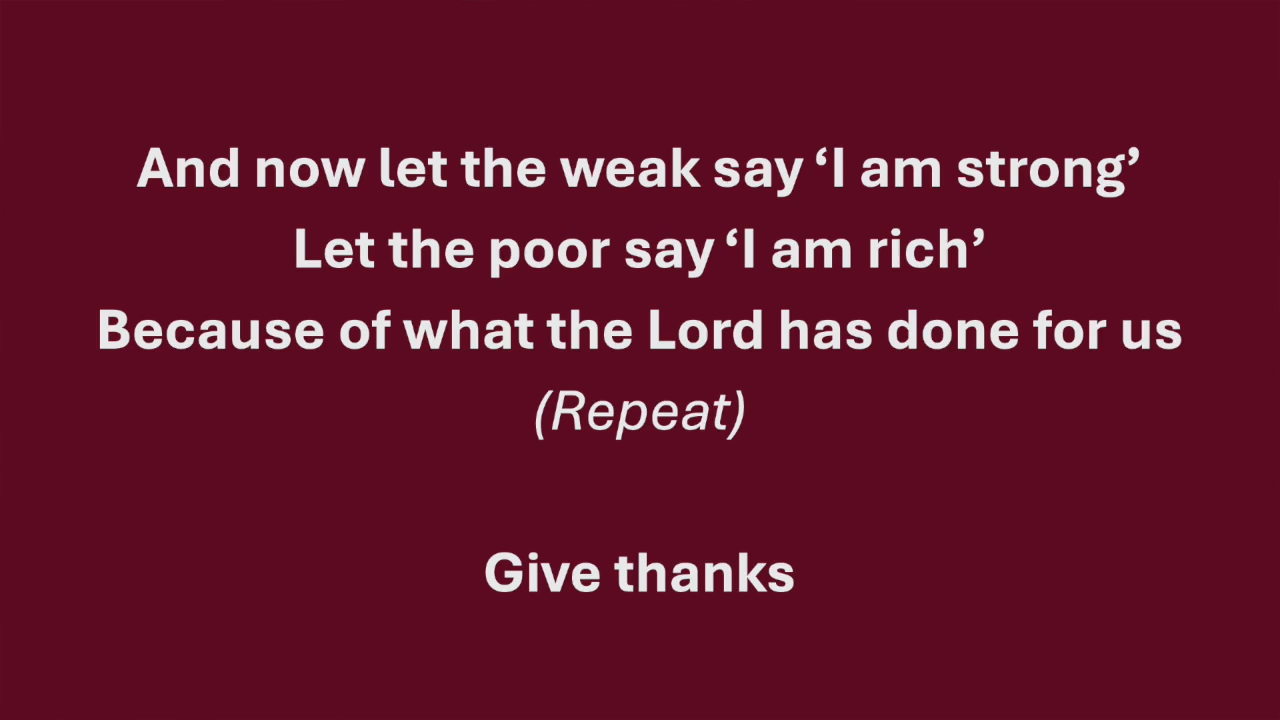 And now let the weak say ‘I am strong’
Let the poor say ‘I am rich’
Because of what the Lord has done for us
(Repeat)
Give thanks